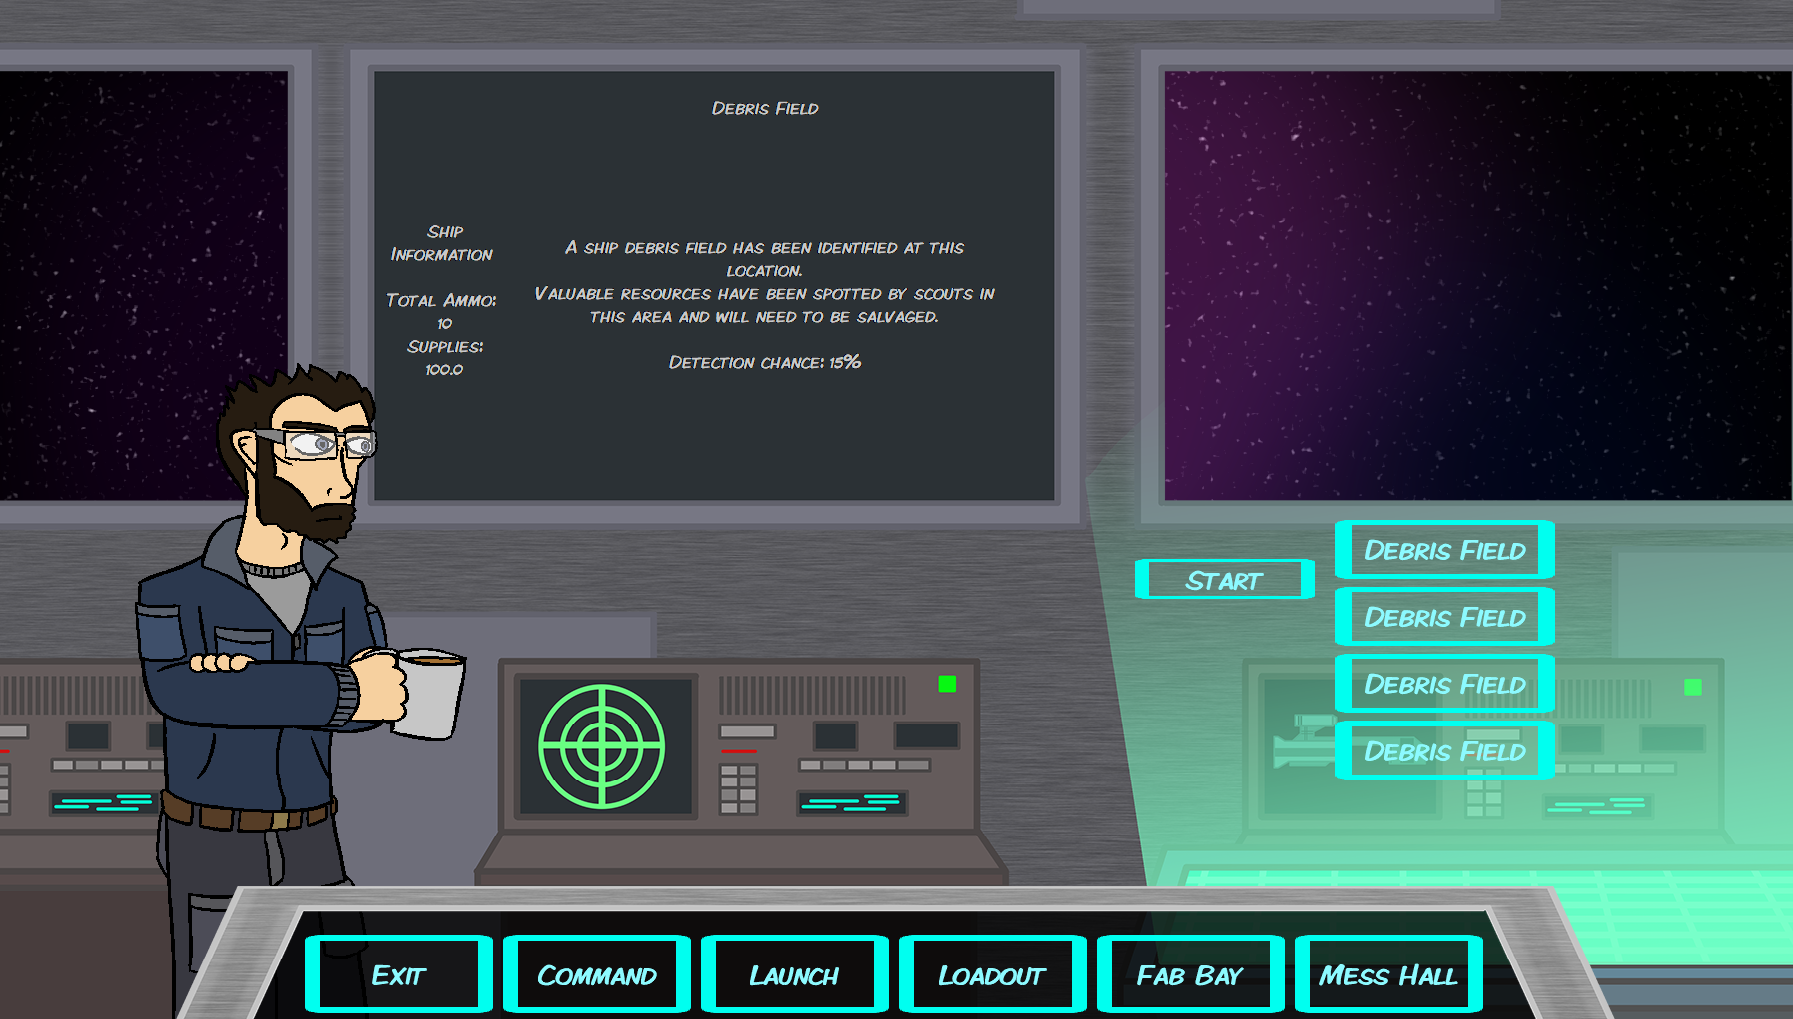 Debris Field
Ship
Information
Total Ammo:
10
Supplies:
100.0
A ship debris field has been identified at this
location.
Valuable resources have been spotted by scouts in
this area and will need to be salvaged.
Detection chance: 15%
Start
Debris Field
Debris Field
Debris Field
Debris Field
Exit
Command
Launch
Loadout
Fab Bay
Mess Hall